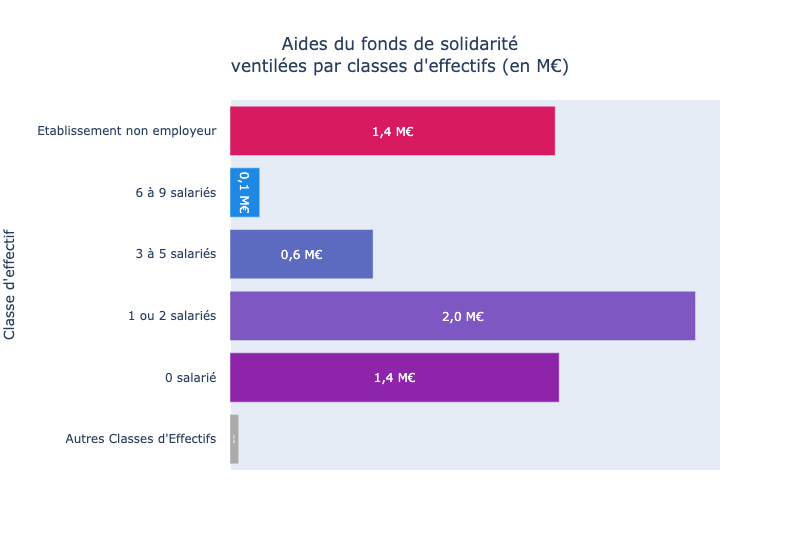 Aides du fonds de solidarité
ventilées par classes d'effectifs (en M€)
Classe d'effectif
Etablissement non employeur
1,4 M€
6 à 9 salariés
0,1 M€
3 à 5 salariés
0,6 M€
1 ou 2 salariés
2,0 M€
0 salarié
1,4 M€
Autres Classes d'Effectifs